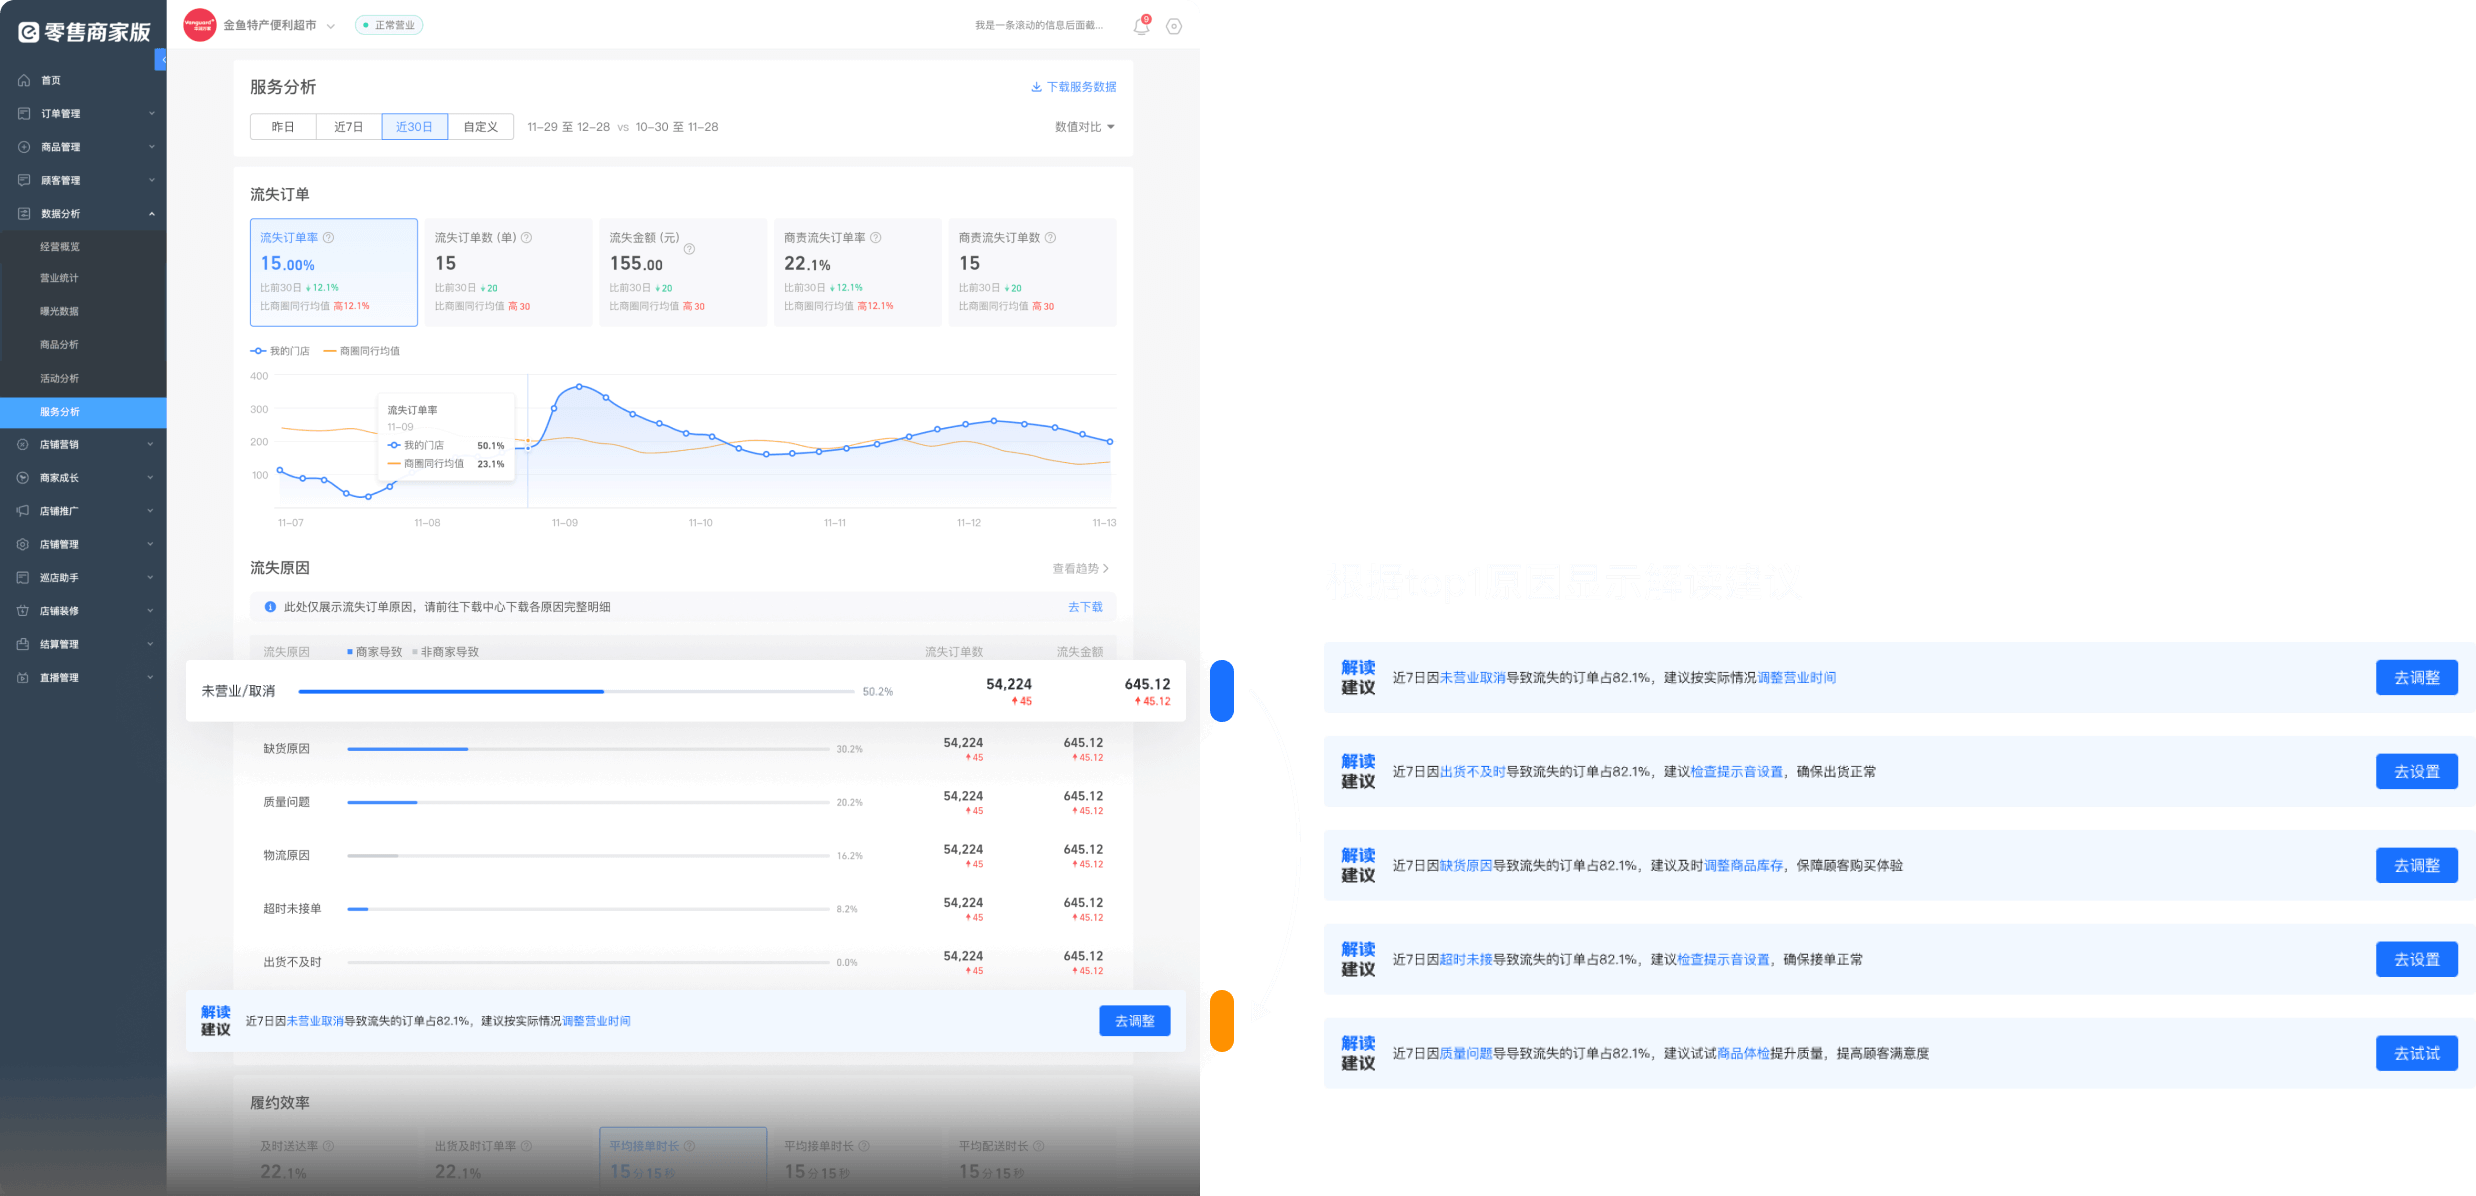 零售商家版
首页
订单管理
商品管理
顾客管理
数据分析
经营概览
营业统计
曝光数据
商品分析
活动分析
服务分析
店铺营销
商家成长
店铺推广
店铺管理
巡店助手
店铺装修
结算管理
直播管理
Vanguard
金鱼特产便利超市
正常营业
我是一条滚动的信息后面截...
9
服务分析
下载服务数据
昨日 近7日 近30日 自定义 11-29 至 12-28 vs 10-30 至 11-28
数值对比
流失订单
流失订单率
15.00%
比前30日 12.1%
比商圈同行均值 高12.1%
流失订单数 (单)
15
比前30日 20
比商圈同行均值 高30
流失金额 (元)
155.00
比前30日 20
比商圈同行均值 高30
商责流失订单率
22.1%
比前30日 12.1%
比商圈同行均值 高12.1%
商责流失订单数
15
比前30日 20
比商圈同行均值 高30
我的门店 商圈同行均值
400
300
200
100
流失订单率
11-09
我的门店 50.1%
商圈同行均值 23.1%
11-07 11-08 11-09 11-10 11-11 11-12 11-13
流失原因
查看趋势
此处仅展示流失订单原因，请前往下载中心下载各原因完整明细
去下载
流失原因 商家导致 非商家导致 流失订单数 流失金额
未营业/取消 50.2% 54,224 645.12
45 45.12
缺货原因 30.2% 54,224 645.12
45 45.12
质量问题 20.2% 54,224 645.12
45 45.12
物流原因 16.2% 54,224 645.12
45 45.12
超时未接单 8.2% 54,224 645.12
45 45.12
出货不及时 0.0% 54,224 645.12
45 45.12
解读
建议
近7日因未营业取消导致流失的订单占82.1%，建议按实际情况调整营业时间
去调整
履约效率
及时送达率
22.1%
出货及时订单率
22.1%
平均接单时长
15分15秒
平均接单时长
15分15秒
平均配送时长
15分15秒
根据top1原因显示解读建议
解读
建议
近7日因未营业取消导致流失的订单占82.1%，建议按实际情况调整营业时间
去调整
解读
建议
近7日因出货不及时导致流失的订单占82.1%，建议检查提示音设置，确保出货正常
去设置
解读
建议
近7日因缺货原因导致流失的订单占82.1%，建议及时调整商品库存，保障顾客购买体验
去调整
解读
建议
近7日因超时未接导致流失的订单占82.1%，建议检查提示音设置，确保接单正常
去设置
解读
建议
近7日因质量问题导导致流失的订单占82.1%，建议试试商品体检提升质量，提高顾客满意度
去试试